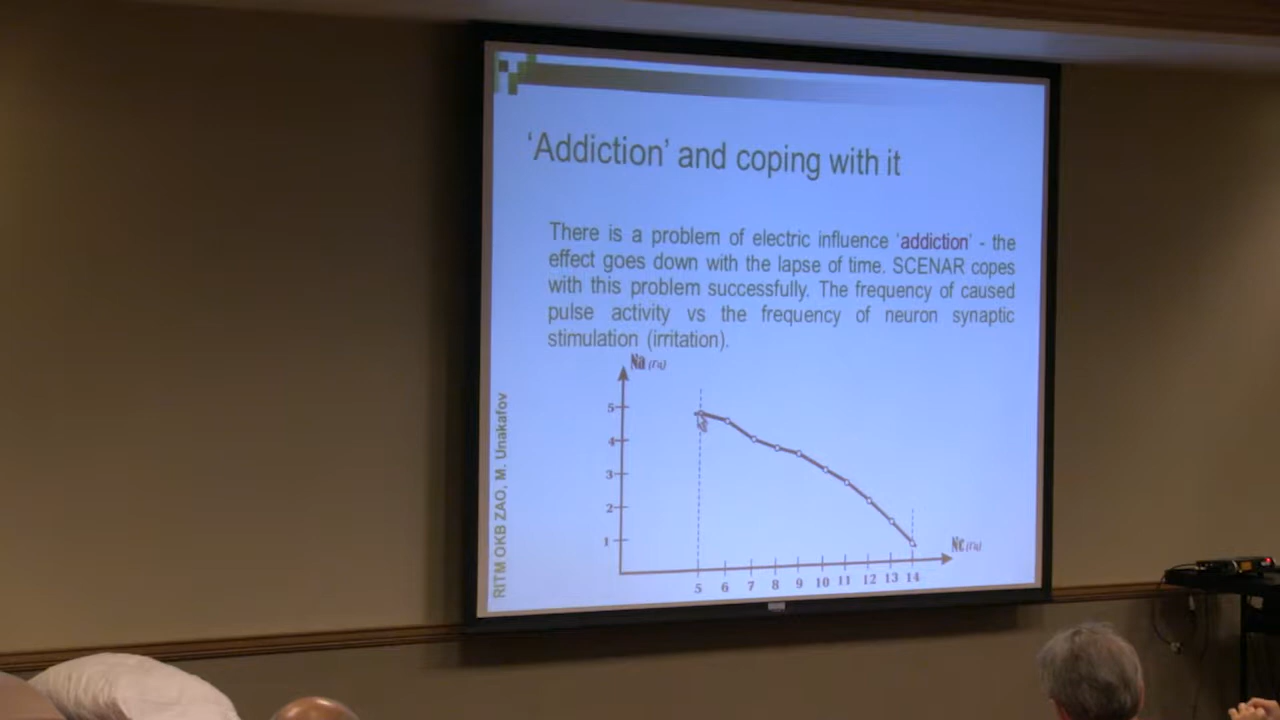 'Addiction' and coping with it
There is a problem of electric influence 'addiction' - the
effect goes down with the lapse of time. SCENAR copes
with this problem successfully. The frequency of caused
pulse activity vs the frequency of neuron synaptic
stimulation (irritation).
RITM OKB ZAO, M. Unakafov
Na (Гц)
5
4
3
2
1
Nc (Гц)
5 6 7 8 9 10 11 12 13 14